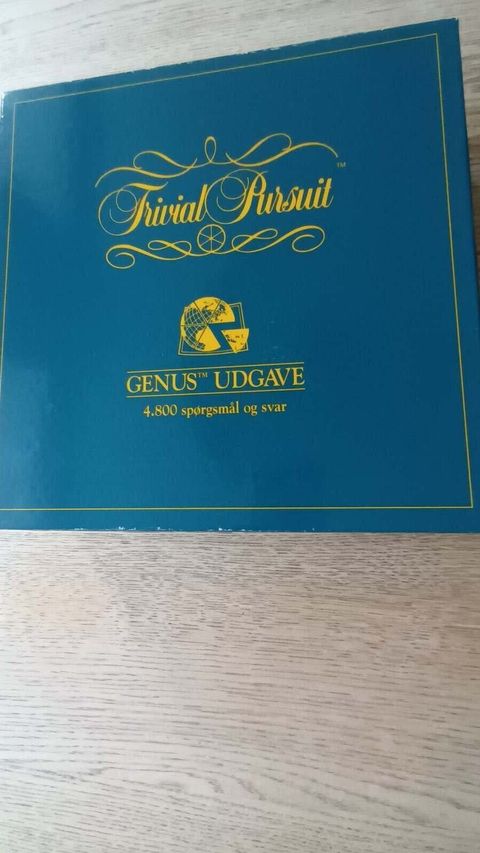 Trivial Pursuit™
GENUS™ UDGAVE
4.800 spørgsmål og svar